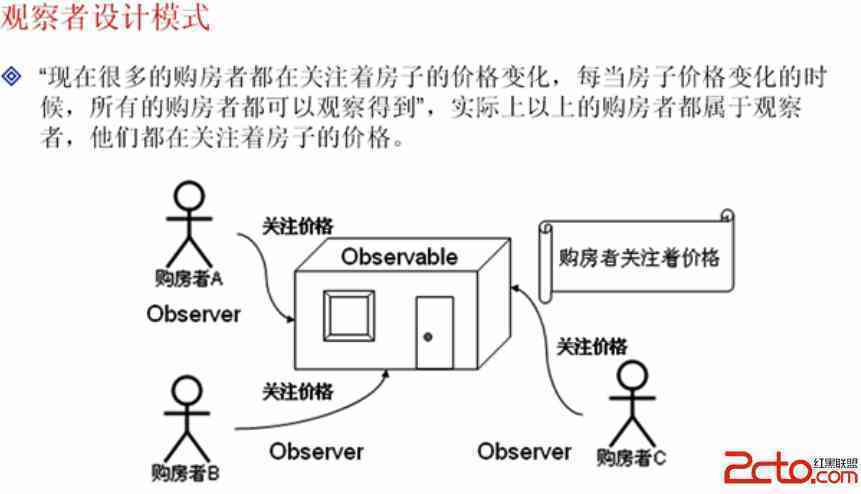 观察者设计模式
“现在很多的购房者都在关注着房子的价格变化，每当房子价格变化的时
候，所有的购房者都可以观察得到”，实际上以上的购房者都属于观察
者，他们都在关注着房子的价格。
关注价格
Observable
购房者关注着价格
购房者A
Observer
关注价格
关注价格
Observer
Observer
购房者B
购房者C
2cto.com
红黑联盟